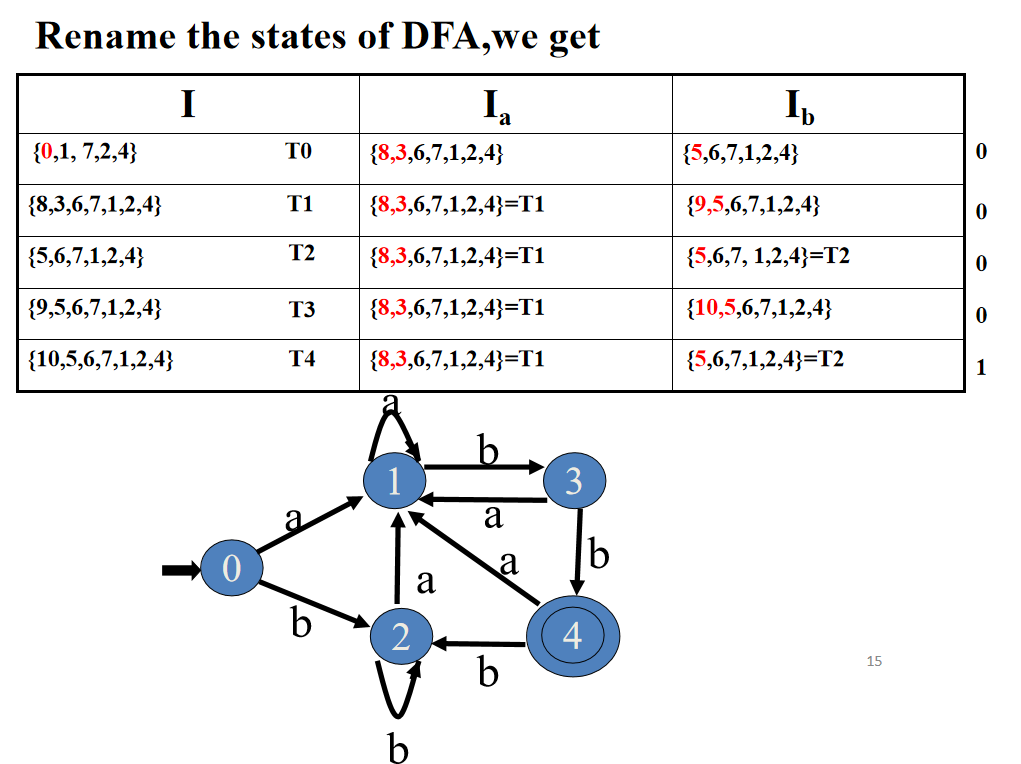 Rename the states of DFA,we get
I Ia Ib
{0,1, 7,2,4} T0 {8,3,6,7,1,2,4} {5,6,7,1,2,4} 0
{8,3,6,7,1,2,4} T1 {8,3,6,7,1,2,4}=T1 {9,5,6,7,1,2,4} 0
{5,6,7,1,2,4} T2 {8,3,6,7,1,2,4}=T1 {5,6,7, 1,2,4}=T2 0
{9,5,6,7,1,2,4} T3 {8,3,6,7,1,2,4}=T1 {10,5,6,7,1,2,4} 0
{10,5,6,7,1,2,4} T4 {8,3,6,7,1,2,4}=T1 {5,6,7,1,2,4}=T2 1
a
b
1 3
a a
b
a
0
a
b
2 4
b
15
b